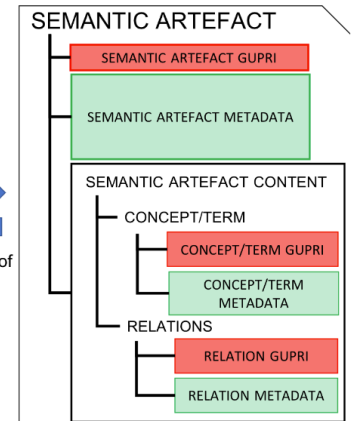 SEMANTIC ARTEFACT
SEMANTIC ARTEFACT GUPRI
SEMANTIC ARTEFACT METADATA
SEMANTIC ARTEFACT CONTENT
CONCEPT/TERM
CONCEPT/TERM GUPRI
of
CONCEPT/TERM
METADATA
RELATIONS
RELATION GUPRI
RELATION METADATA